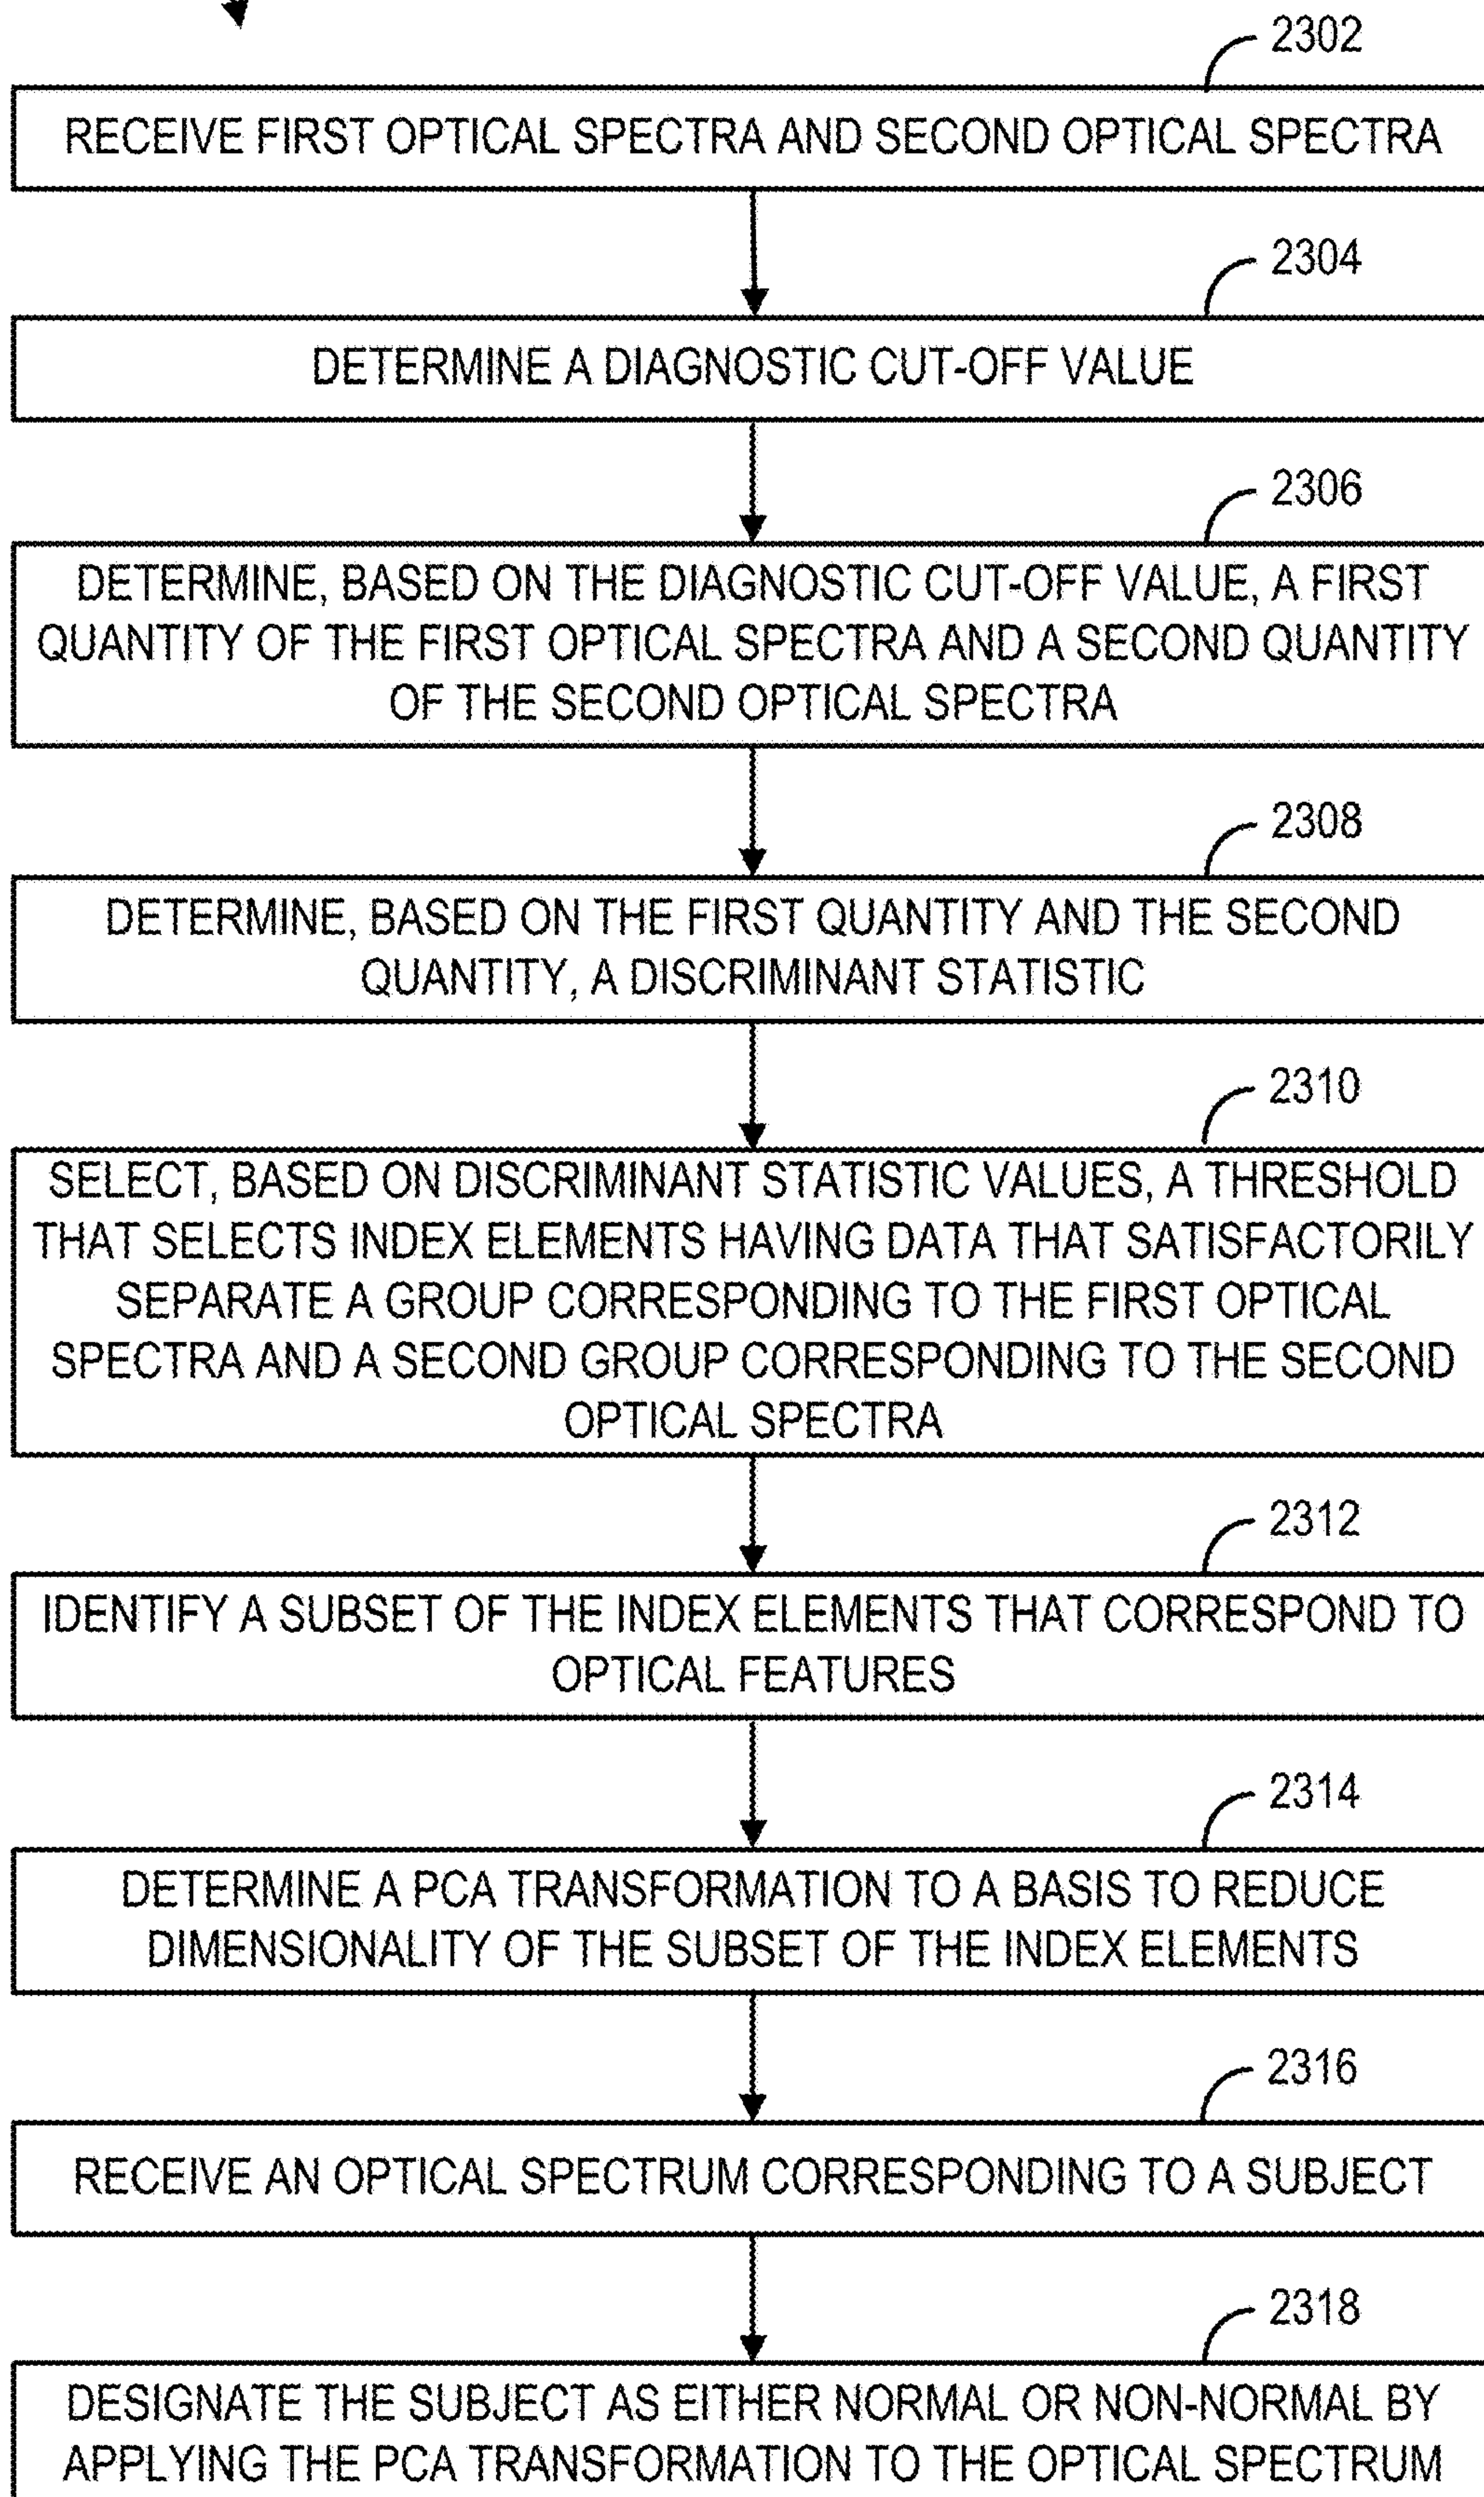 2302
RECEIVE FIRST OPTICAL SPECTRA AND SECOND OPTICAL SPECTRA
2304
DETERMINE A DIAGNOSTIC CUT-OFF VALUE
2306
DETERMINE, BASED ON THE DIAGNOSTIC CUT-OFF VALUE, A FIRST
QUANTITY OF THE FIRST OPTICAL SPECTRA AND A SECOND QUANTITY
OF THE SECOND OPTICAL SPECTRA
2308
DETERMINE, BASED ON THE FIRST QUANTITY AND THE SECOND
QUANTITY, A DISCRIMINANT STATISTIC
2310
SELECT, BASED ON DISCRIMINANT STATISTIC VALUES, A THRESHOLD
THAT SELECTS INDEX ELEMENTS HAVING DATA THAT SATISFACTORILY
SEPARATE A GROUP CORRESPONDING TO THE FIRST OPTICAL
SPECTRA AND A SECOND GROUP CORRESPONDING TO THE SECOND
OPTICAL SPECTRA
2312
IDENTIFY A SUBSET OF THE INDEX ELEMENTS THAT CORRESPOND TO
OPTICAL FEATURES
2314
DETERMINE A PCA TRANSFORMATION TO A BASIS TO REDUCE
DIMENSIONALITY OF THE SUBSET OF THE INDEX ELEMENTS
2316
RECEIVE AN OPTICAL SPECTRUM CORRESPONDING TO A SUBJECT
2318
DESIGNATE THE SUBJECT AS EITHER NORMAL OR NON-NORMAL BY
APPLYING THE PCA TRANSFORMATION TO THE OPTICAL SPECTRUM